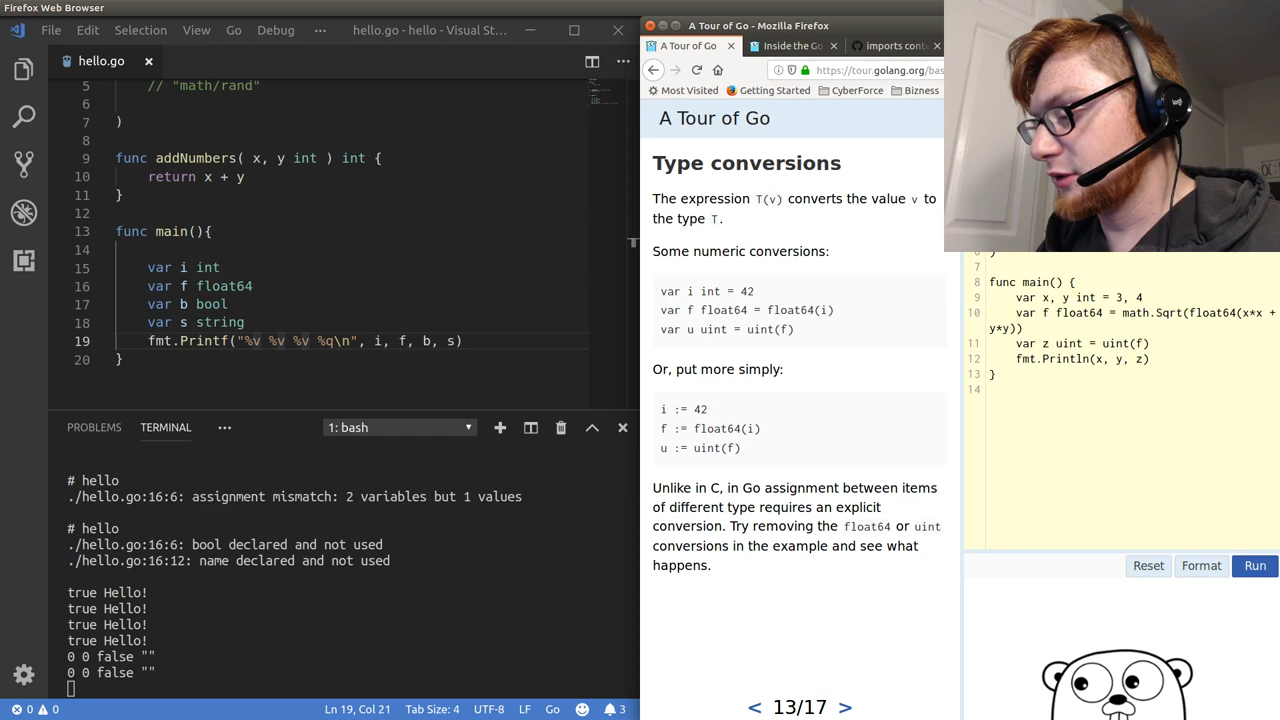 Firefox Web Browser
File Edit Selection View Go Debug ••• hello.go - hello - Visual St...
hello.go
5 // "math/rand"
6
7 )
8
9 func addNumbers( x, y int ) int {
10 return x + y
11 }
12
13 func main(){
14
15 var i int
16 var f float64
17 var b bool
18 var s string
19 fmt.Printf("%v %v %v %q\n", i, f, b, s)
20 }
PROBLEMS TERMINAL ••• 1: bash
# hello
./hello.go:16:6: assignment mismatch: 2 variables but 1 values
# hello
./hello.go:16:6: bool declared and not used
./hello.go:16:12: name declared and not used
true Hello!
true Hello!
true Hello!
true Hello!
0 0 false ""
0 0 false ""
0 0 Ln 19, Col 21 Tab Size: 4 UTF-8 LF Go 3
A Tour of Go - Mozilla Firefox
A Tour of Go Inside the Go imports cont
https://tour.golang.org/bas
Most Visited Getting Started CyberForce Bizness
A Tour of Go
Type conversions
The expression T(v) converts the value v to
the type T.
Some numeric conversions:
var i int = 42
var f float64 = float64(i)
var u uint = uint(f)
Or, put more simply:
i := 42
f := float64(i)
u := uint(f)
Unlike in C, in Go assignment between items
of different type requires an explicit
conversion. Try removing the float64 or uint
conversions in the example and see what
happens.
< 13/17 >
7
8 func main() {
9 var x, y int = 3, 4
10 var f float64 = math.Sqrt(float64(x*x +
y*y))
11 var z uint = uint(f)
12 fmt.Println(x, y, z)
13 }
14
Reset Format Run